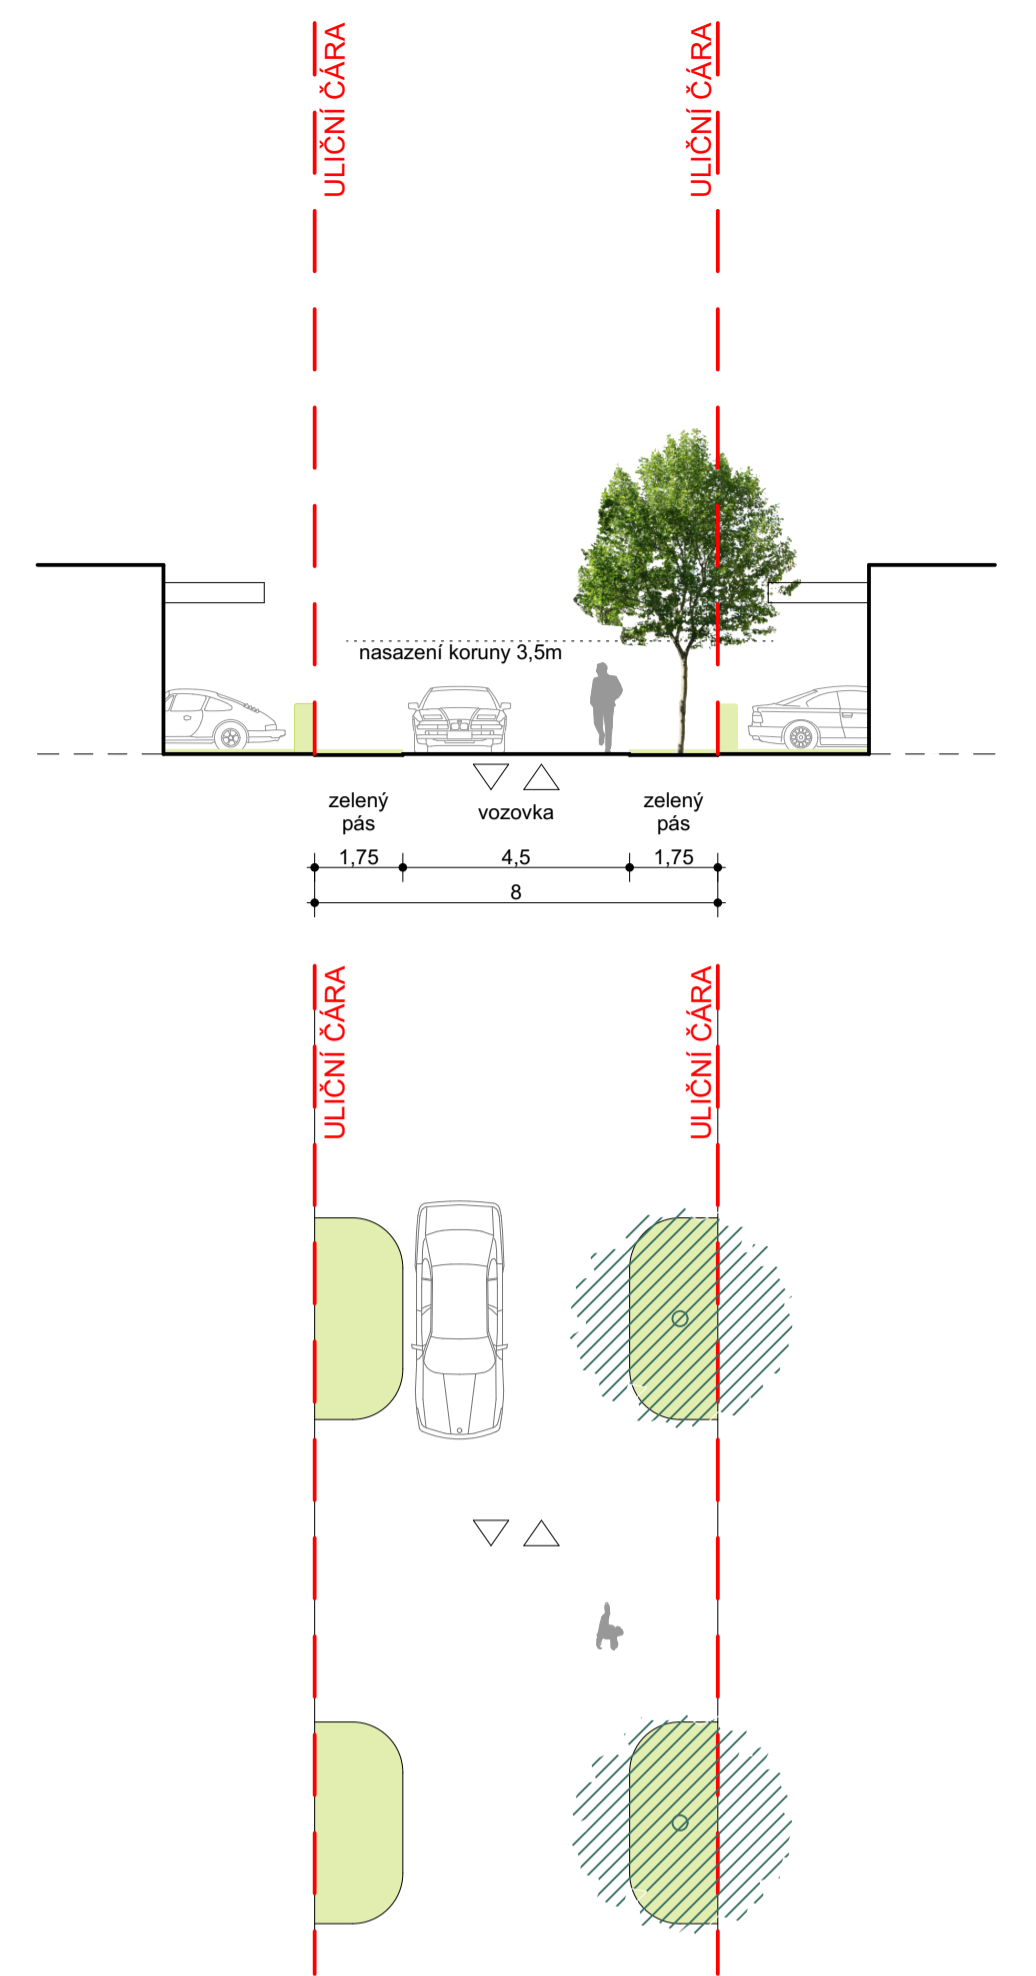 ULIČNÍ ČÁRA
ULIČNÍ ČÁRA
nasazení koruny 3,5m
zelený
pás
vozovka
zelený
pás
1,75
4,5
1,75
8
ULIČNÍ ČÁRA
ULIČNÍ ČÁRA